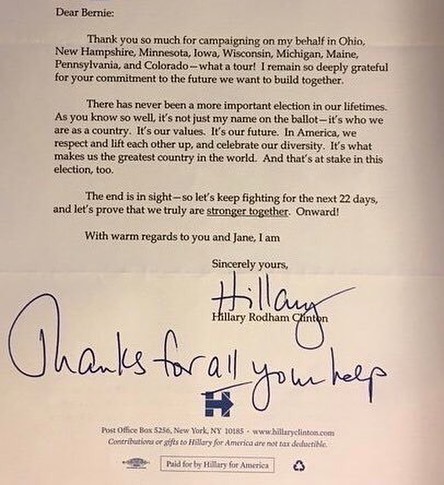 Dear Bernie:
Thank you so much for campaigning on my behalf in Ohio,
New Hampshire, Minnesota, Iowa, Wisconsin, Michigan, Maine,
Pennsylvania, and Colorado—what a tour! I remain so deeply grateful
for your commitment to the future we want to build together.
There has never been a more important election in our lifetimes.
As you know so well, it's not just my name on the ballot—it's who we
are as a country. It's our values. It's our future. In America, we
respect and lift each other up, and celebrate our diversity. It's what
makes us the greatest country in the world. And that's at stake in this
election, too.
The end is in sight—so let's keep fighting for the next 22 days,
and let's prove that we truly are stronger together. Onward!
With warm regards to you and Jane, I am
Sincerely yours,
Hillary
Hillary Rodham Clinton
Thanks for all your help
H
Post Office Box 5256, New York, NY 10185 · www.hillaryclinton.com
Contributions or gifts to Hillary for America are not tax deductible.
Paid for by Hillary for America